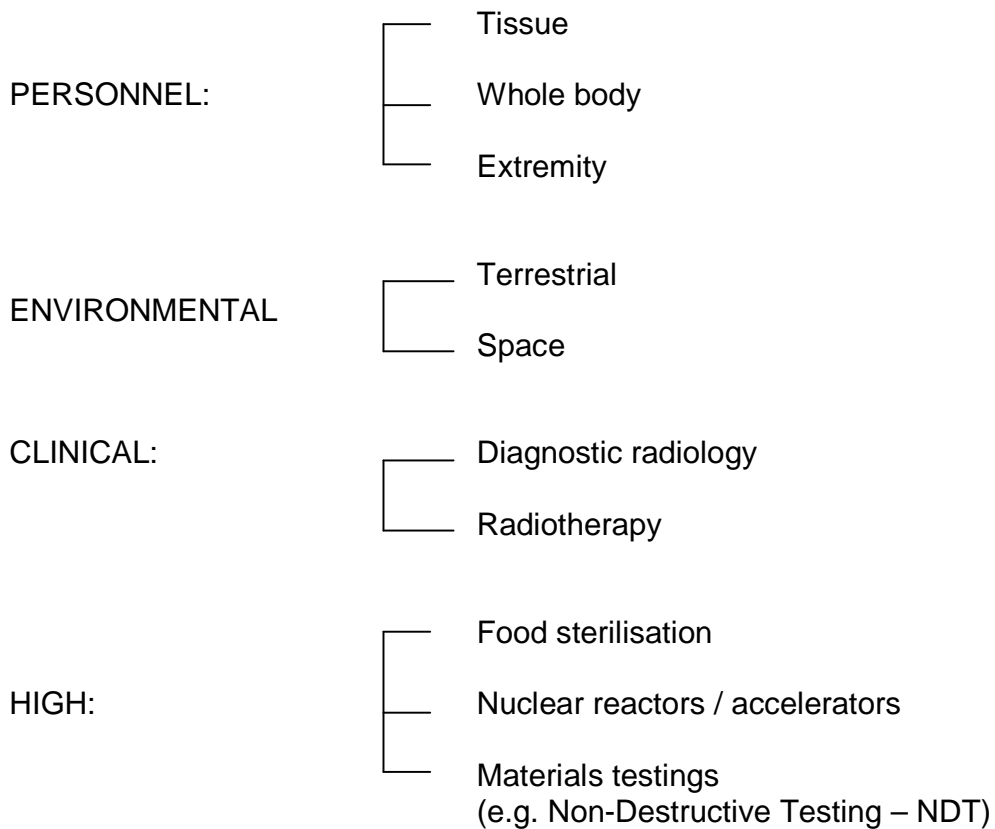 Tissue
PERSONNEL:
Whole body
Extremity
Terrestrial
ENVIRONMENTAL
Space
CLINICAL:
Diagnostic radiology
Radiotherapy
Food sterilisation
HIGH:
Nuclear reactors / accelerators
Materials testings
(e.g. Non-Destructive Testing – NDT)